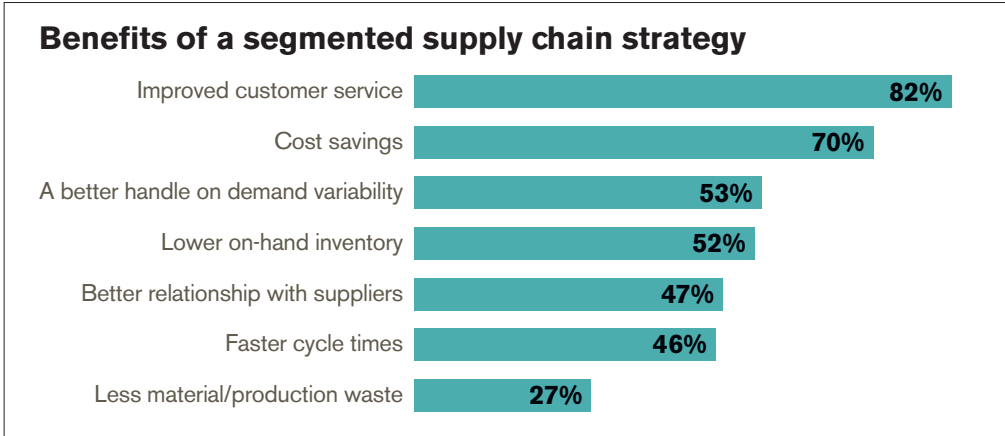 Benefits of a segmented supply chain strategy
Improved customer service 82%
Cost savings 70%
A better handle on demand variability 53%
Lower on-hand inventory 52%
Better relationship with suppliers 47%
Faster cycle times 46%
Less material/production waste 27%